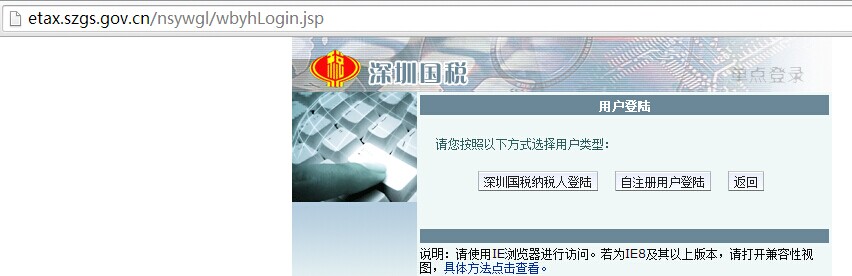 etax.szgs.gov.cn/nsywgl/wbyhLogin.jsp
税
深圳国税
单点登录
用户登陆
请您按照以下方式选择用户类型：
深圳国税纳税人登陆 自注册用户登陆 返回
说明：请使用IE浏览器进行访问。若为IE8及其以上版本，请打开兼容性视
图，具体方法点击查看。